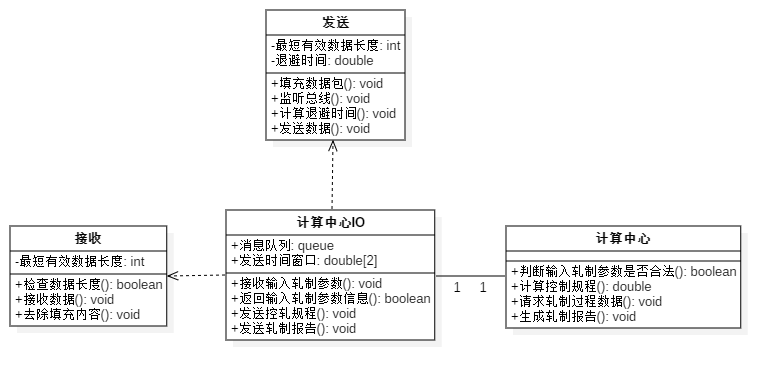 发送
-最短有效数据长度: int
-退避时间: double
+填充数据包(): void
+监听总线(): void
+计算退避时间(): void
+发送数据(): void
接收
-最短有效数据长度: int
+检查数据长度(): boolean
+接收数据(): void
+去除填充内容(): void
计算中心IO
+消息队列: queue
+发送时间窗口: double[2]
+接收输入轧制参数(): void
+返回输入轧制参数信息(): boolean
+发送控轧规程(): void
+发送轧制报告(): void
1 1
计算中心
+判断输入轧制参数是否合法(): boolean
+计算控制规程(): double
+请求轧制过程数据(): void
+生成轧制报告(): void